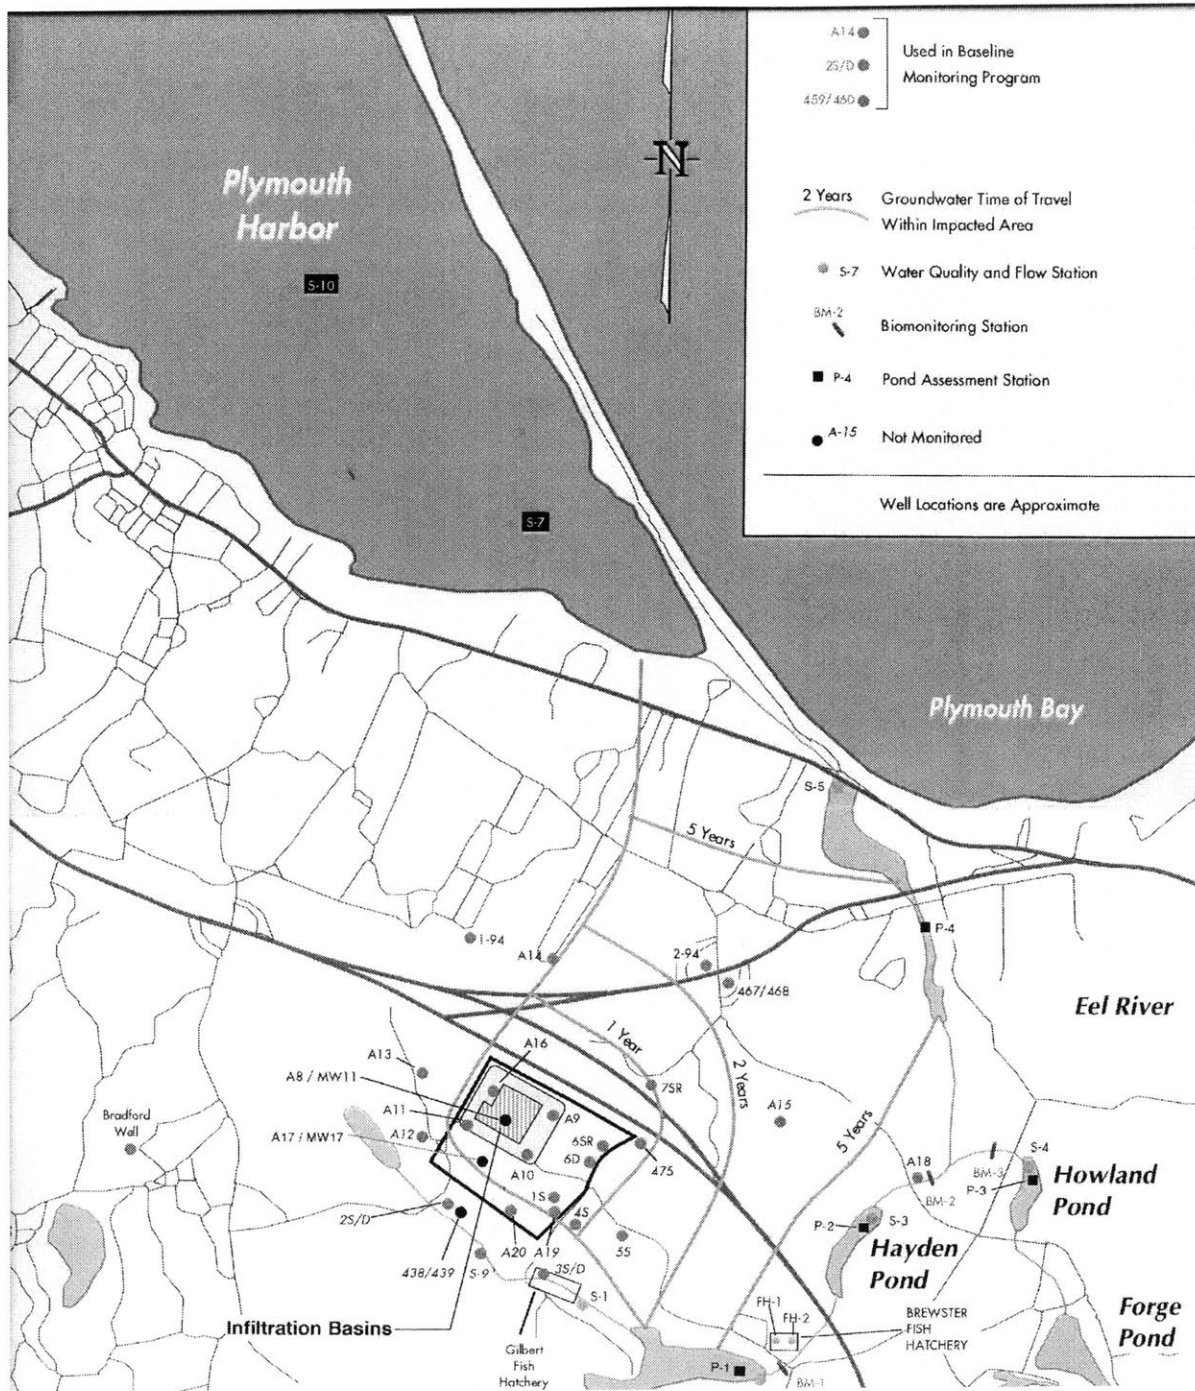 A14
2S/D
459/460
Used in Baseline
Monitoring Program
N
2 Years
Groundwater Time of Travel
Within Impacted Area
S-7 Water Quality and Flow Station
BM-2
Biomonitoring Station
P-4 Pond Assessment Station
A-15 Not Monitored
Well Locations are Approximate
Plymouth
Harbor
S-10
S-7
Plymouth Bay
S-5
5 Years
P-4
1-94
A14
2-94
467/468
Eel River
1 Year
2 Years
5 Years
A16
A13
A8 / MW11
7SR
A11
A9
A15
Bradford
Well
A12
A17 / MW17
6SR
6D
475
A10
A18
BM-3
S-4
P-3
Howland
Pond
BM-2
1S
4S
2S/D
P-2
S-3
Hayden
Pond
438/439
A20
A19
5S
S-9
3S/D
S-1
Infiltration Basins
Gilbert
Fish
Hatchery
FH-1
FH-2
BREWSTER
FISH
HATCHERY
Forge
Pond
P-1
BM-1